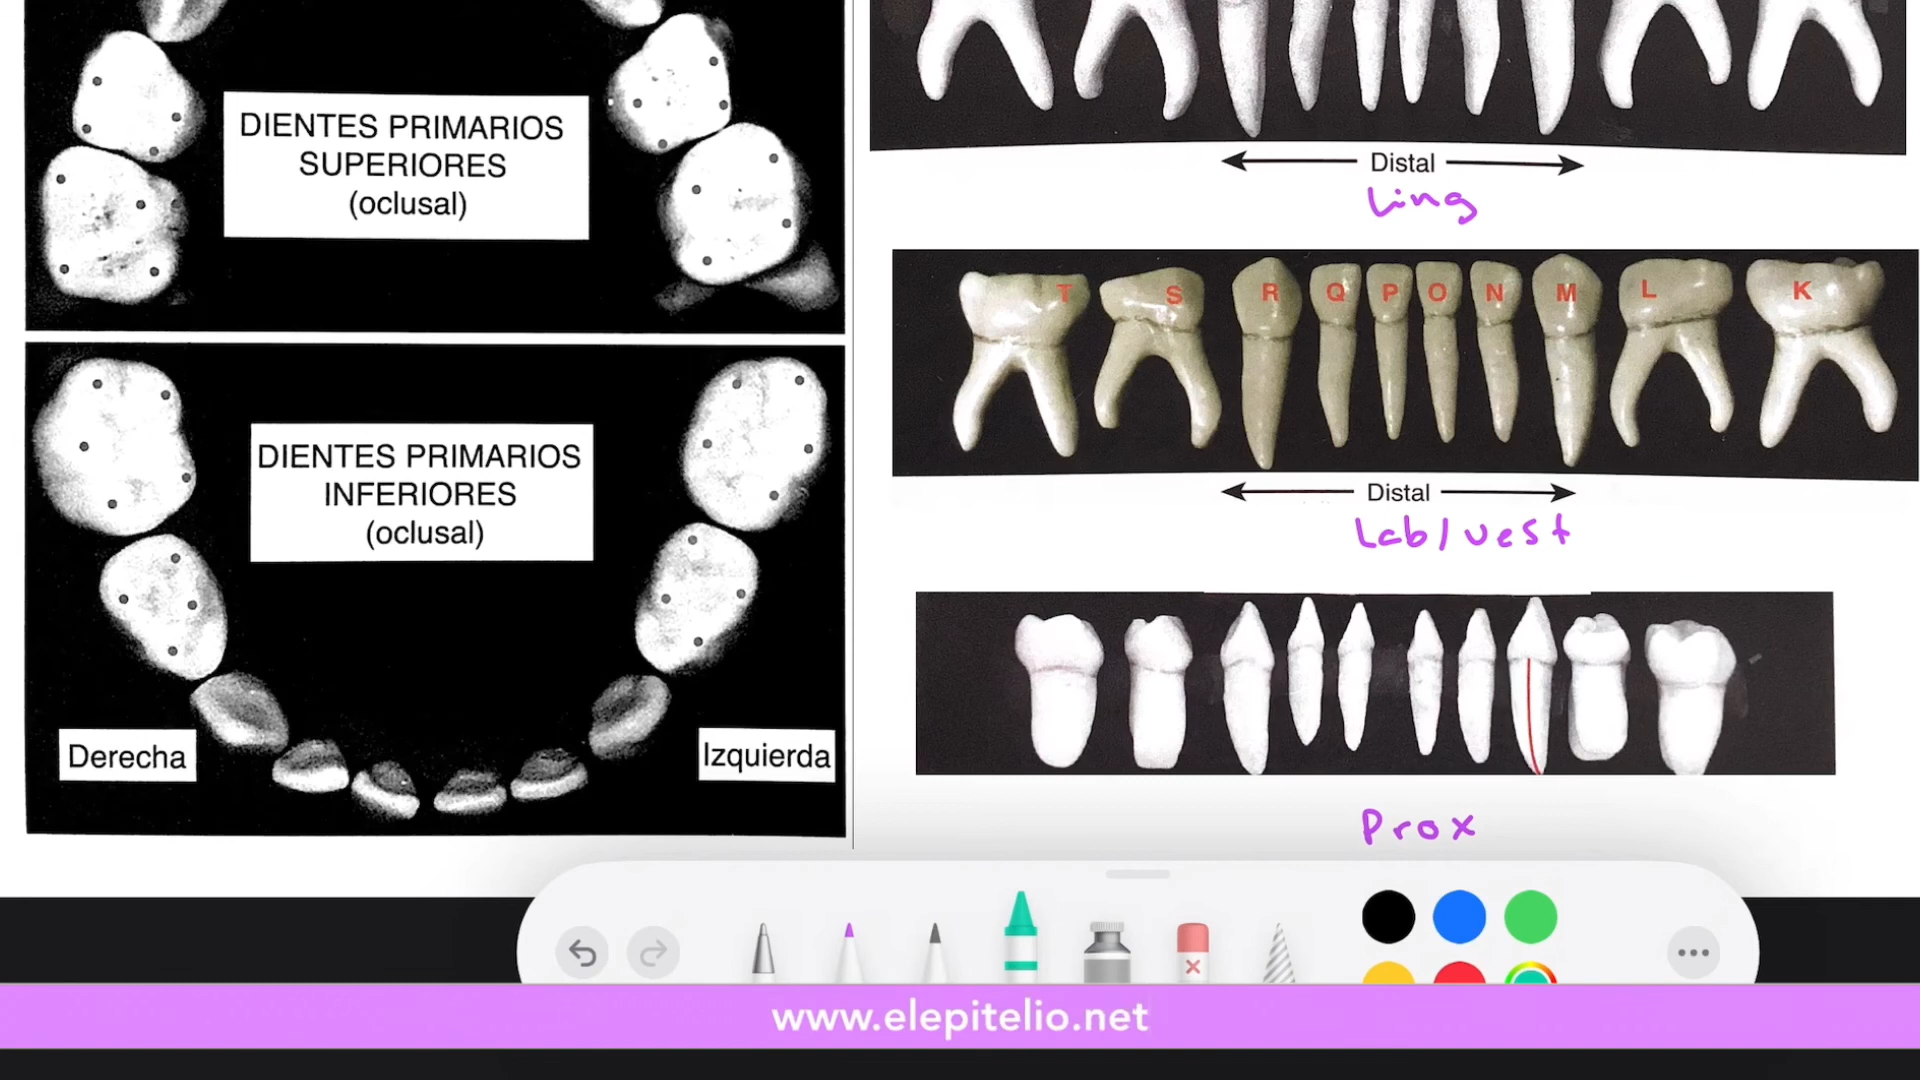 DIENTES PRIMARIOS
SUPERIORES
(oclusal)
DIENTES PRIMARIOS
INFERIORES
(oclusal)
Derecha
Izquierda
Distal
Ling
T S R Q P O N M L K
Distal
Lab/vest
Prox
www.elepitelio.net